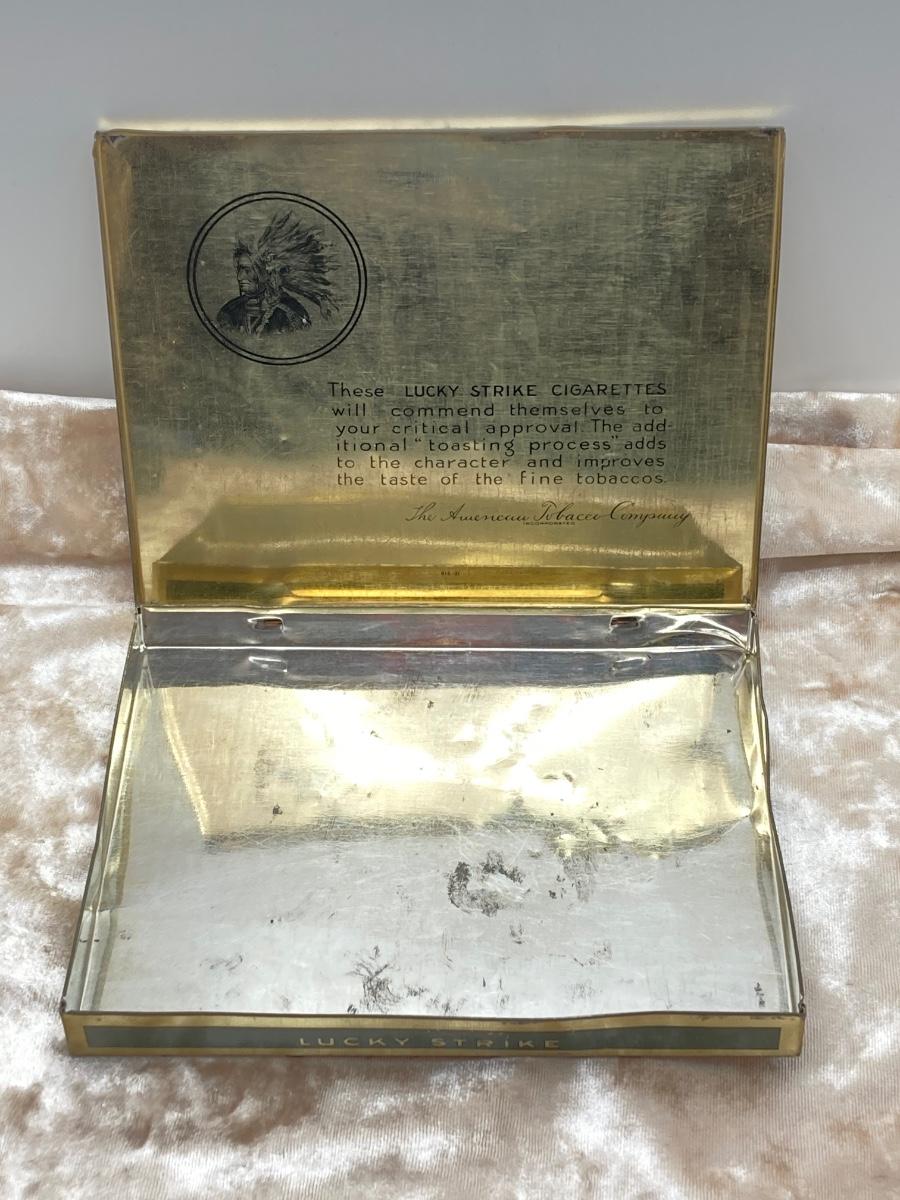 These LUCKY STRIKE CIGARETTES
will commend themselves to
your critical approval. The add-
itional "toasting process" adds
to the character and improves
the taste of the fine tobaccos.
The American Tobacco Company
INCORPORATED
LUCKY STRIKE